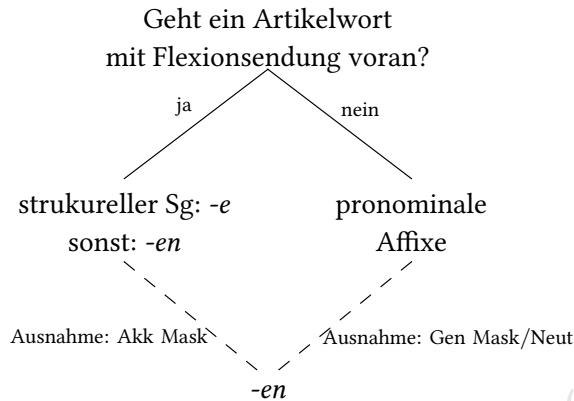 Geht ein Artikelwort
mit Flexionsendung voran?
ja
nein
strukureller Sg: -e
sonst: -en
pronominale
Affixe
Ausnahme: Akk Mask
Ausnahme: Gen Mask/Neut
-en